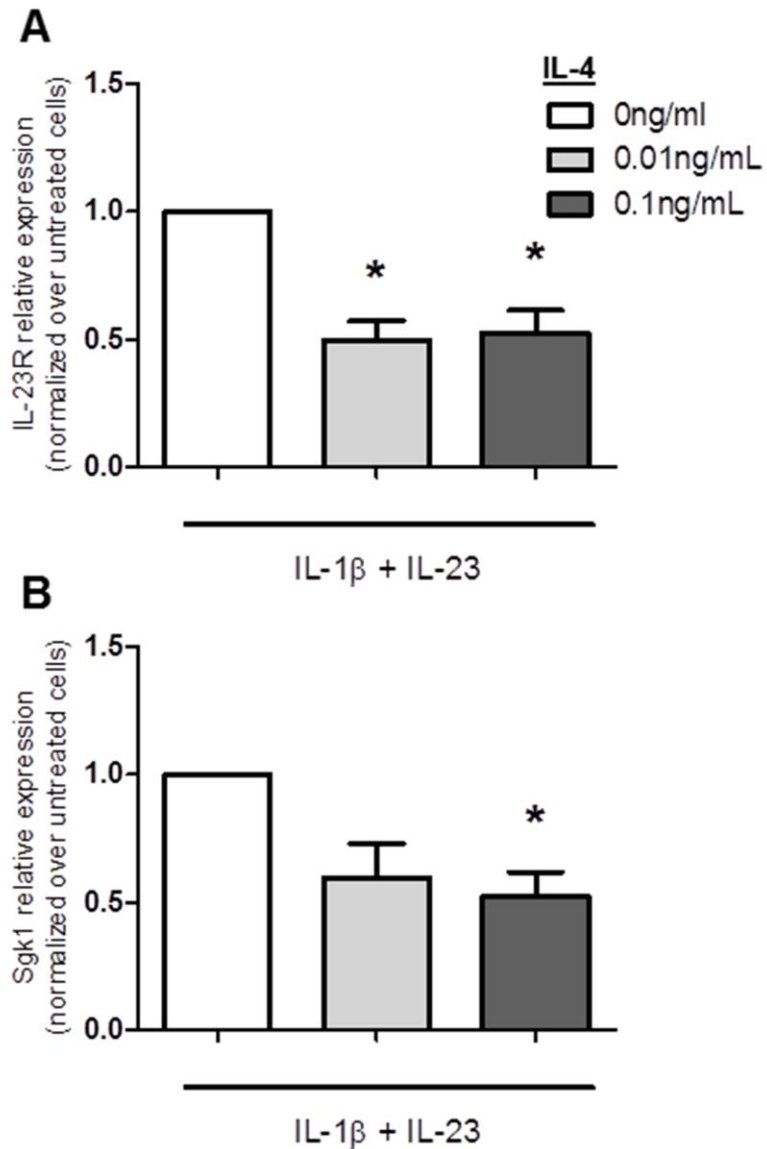 A
IL-23R relative expression
(normalized over untreated cells)
1.5
1.0
0.5
0.0
IL-4
0ng/ml
0.01ng/mL
0.1ng/mL
*
*
IL-1β + IL-23
B
Sgk1 relative expression
(normalized over untreated cells)
1.5
1.0
0.5
0.0
*
IL-1β + IL-23